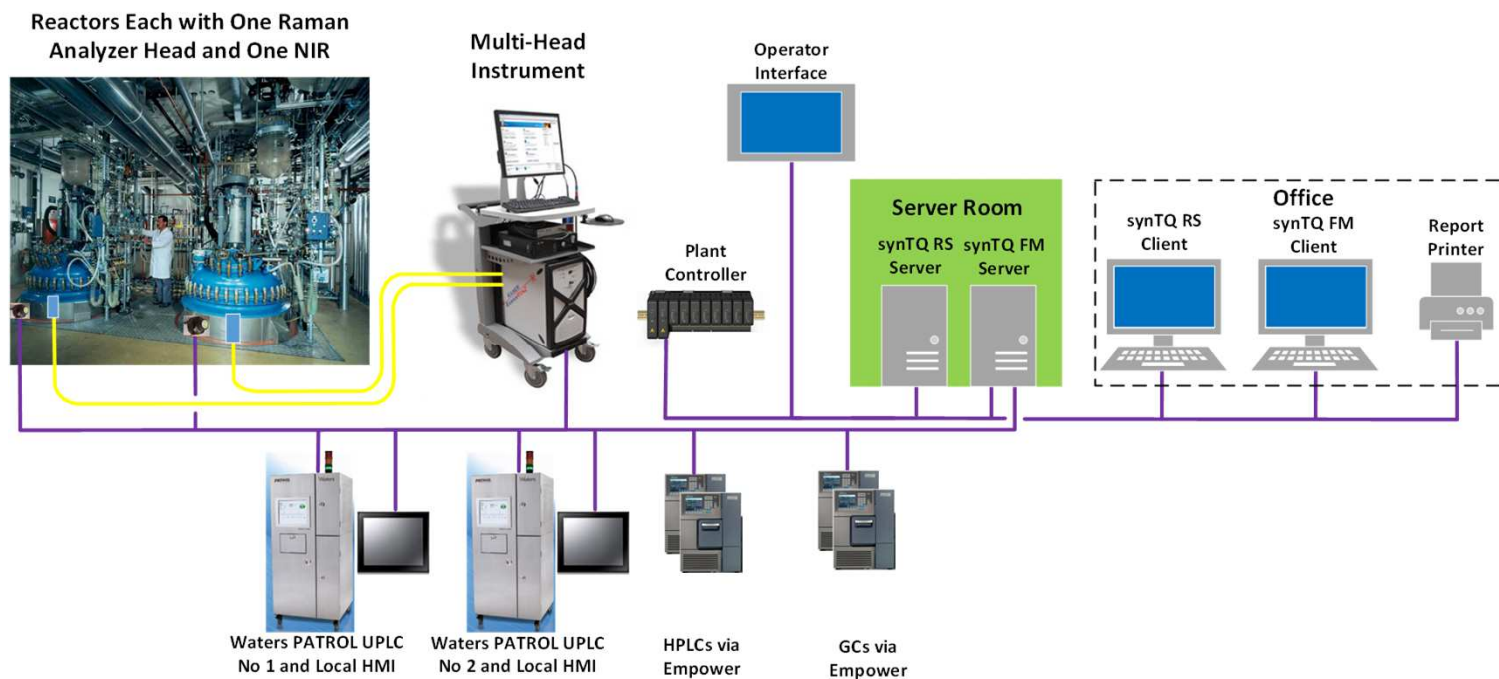 Reactors Each with One Raman
Analyzer Head and One NIR
Multi-Head
Instrument
Operator
Interface
Server Room
synTQ RS
Server
synTQ FM
Server
Office
synTQ RS
Client
synTQ FM
Client
Report
Printer
Plant
Controller
Waters PATROL UPLC
No 1 and Local HMI
Waters PATROL UPLC
No 2 and Local HMI
HPLCs via
Empower
GCs via
Empower